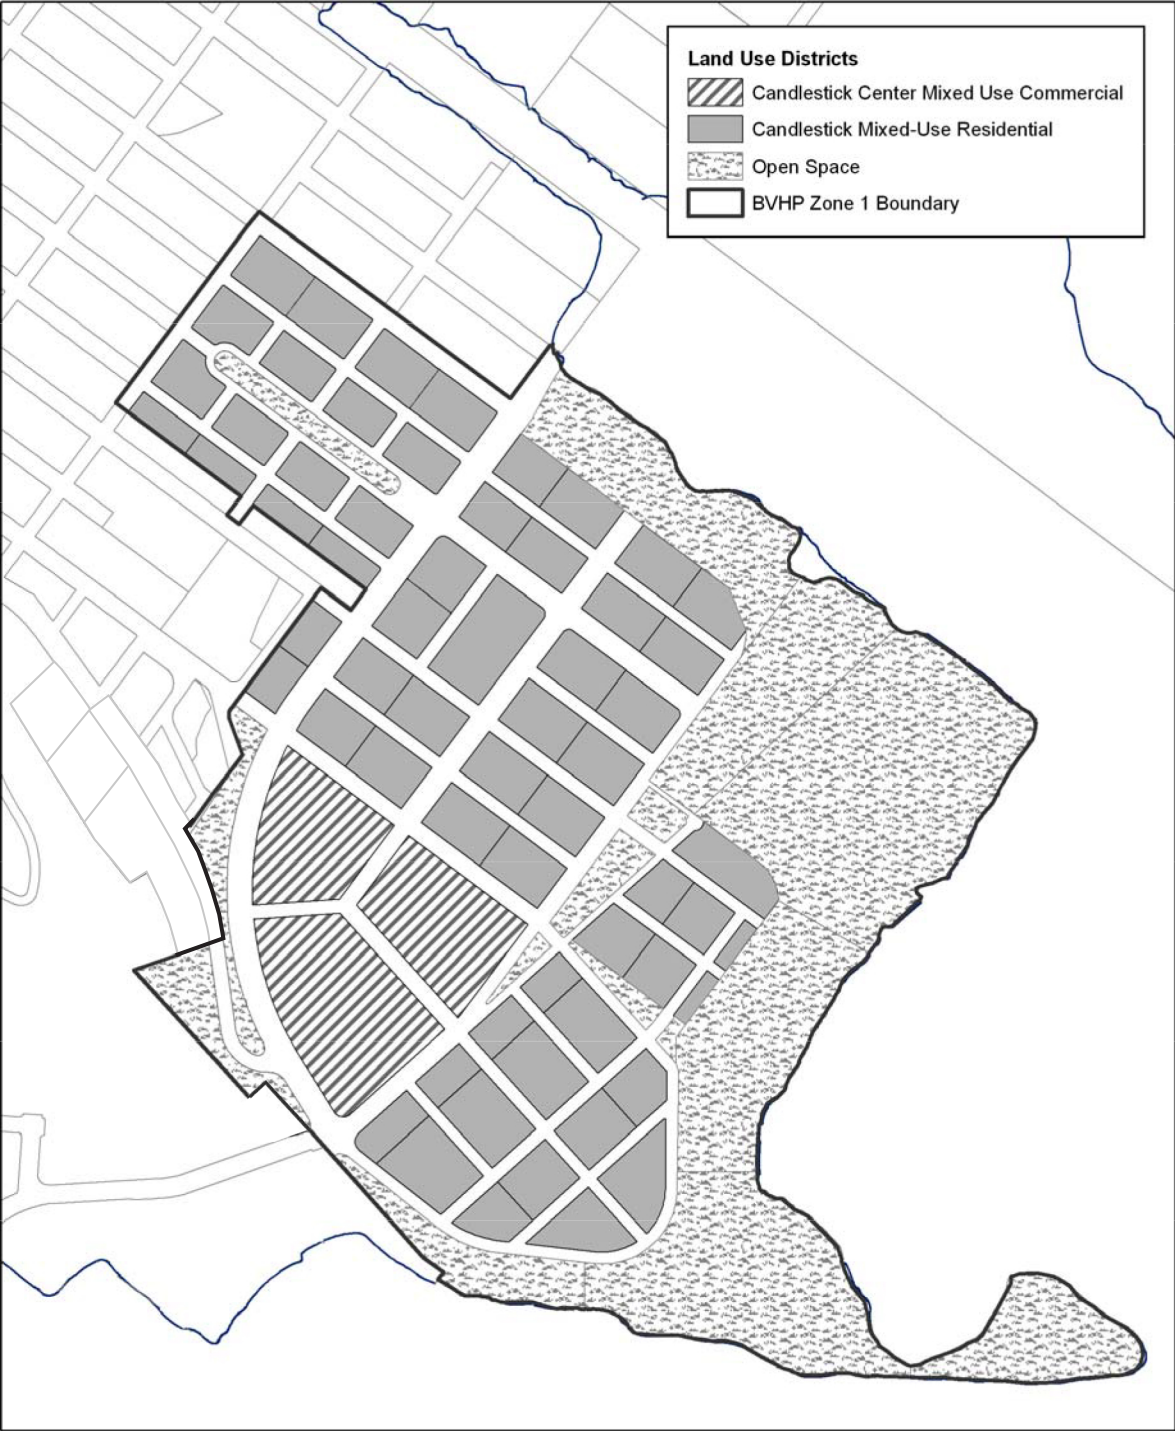 Land Use Districts
Candlestick Center Mixed Use Commercial
Candlestick Mixed-Use Residential
Open Space
BVHP Zone 1 Boundary